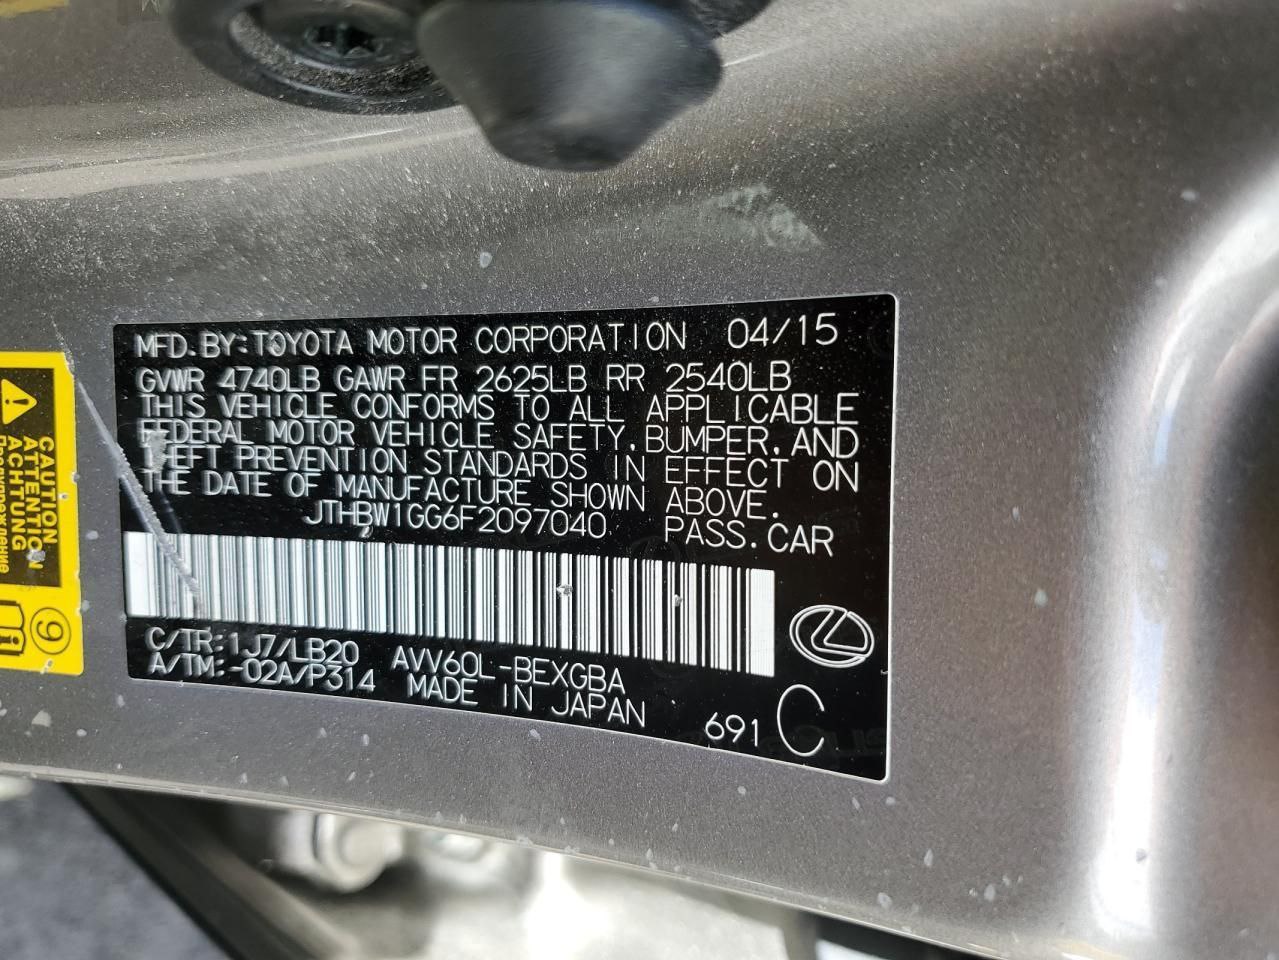 MFD.BY:TOYOTA MOTOR CORPORATION 04/15
GVWR 4740LB GAWR FR 2625LB RR 2540LB
THIS VEHICLE CONFORMS TO ALL APPLICABLE
FEDERAL MOTOR VEHICLE SAFETY,BUMPER,AND
THEFT PREVENTION STANDARDS IN EFFECT ON
THE DATE OF MANUFACTURE SHOWN ABOVE.
JTHBW1GG6F2097040 PASS.CAR
C/TR:1J7/LB20 AVV60L-BEXGBA
A/TM:-02A/P314 MADE IN JAPAN
691 C
CAUTION
ATTENTION
ACHTUNG
9